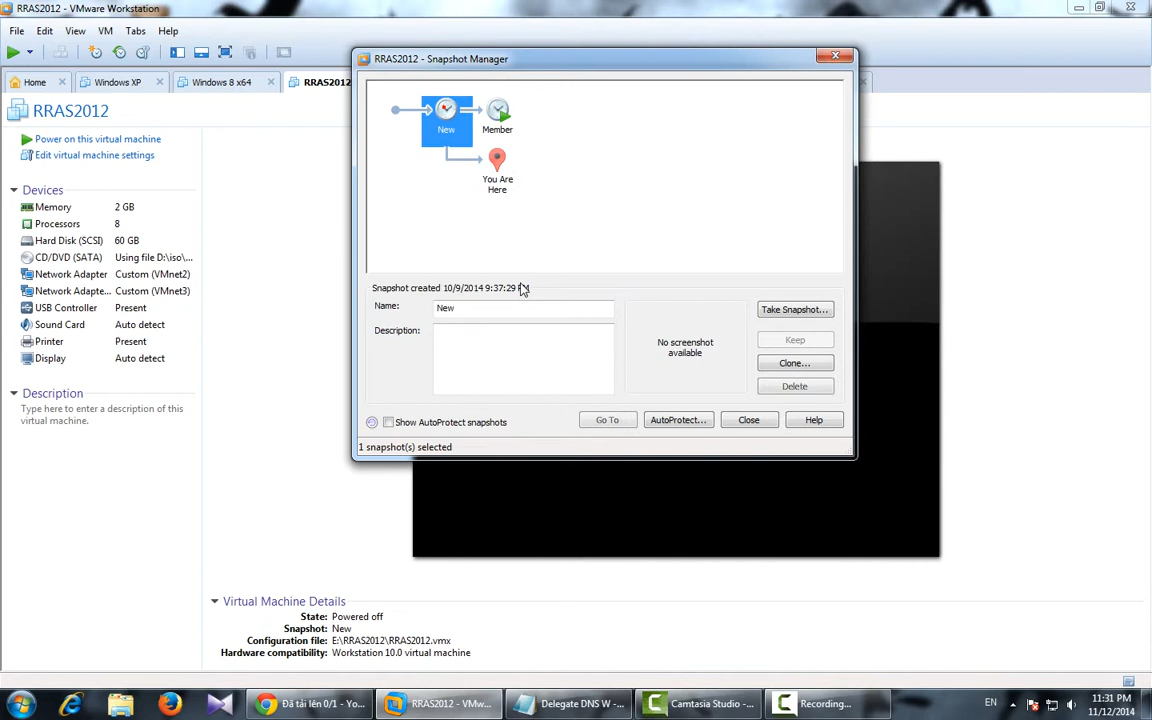 RRAS2012 - VMware Workstation
File Edit View VM Tabs Help
Home Windows XP Windows 8 x64 RRAS2012
RRAS2012
Power on this virtual machine
Edit virtual machine settings
Devices
Memory 2 GB
Processors 8
Hard Disk (SCSI) 60 GB
CD/DVD (SATA) Using file D:\iso\...
Network Adapter Custom (VMnet2)
Network Adapte... Custom (VMnet3)
USB Controller Present
Sound Card Auto detect
Printer Present
Display Auto detect
Description
Type here to enter a description of this
virtual machine.
RRAS2012 - Snapshot Manager
New Member
You Are
Here
Snapshot created 10/9/2014 9:37:29
Name: New
Description:
No screenshot
available
Take Snapshot...
Keep
Clone...
Delete
Show AutoProtect snapshots
Go To AutoProtect... Close Help
1 snapshot(s) selected
Virtual Machine Details
State: Powered off
Snapshot: New
Configuration file: E:\RRAS2012\RRAS2012.vmx
Hardware compatibility: Workstation 10.0 virtual machine
Đã tải lên 0/1 - Yo... RRAS2012 - VMw... Delegate DNS W - ... Camtasia Studio - ... Recording...
EN
11:31 PM
11/12/2014